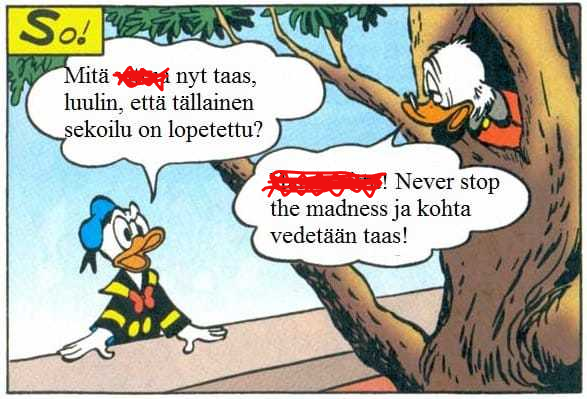 So!
Mitä nyt taas,
luulin, että tällainen
sekoilu on lopetettu?
! Never stop
the madness ja kohta
vedetään taas!